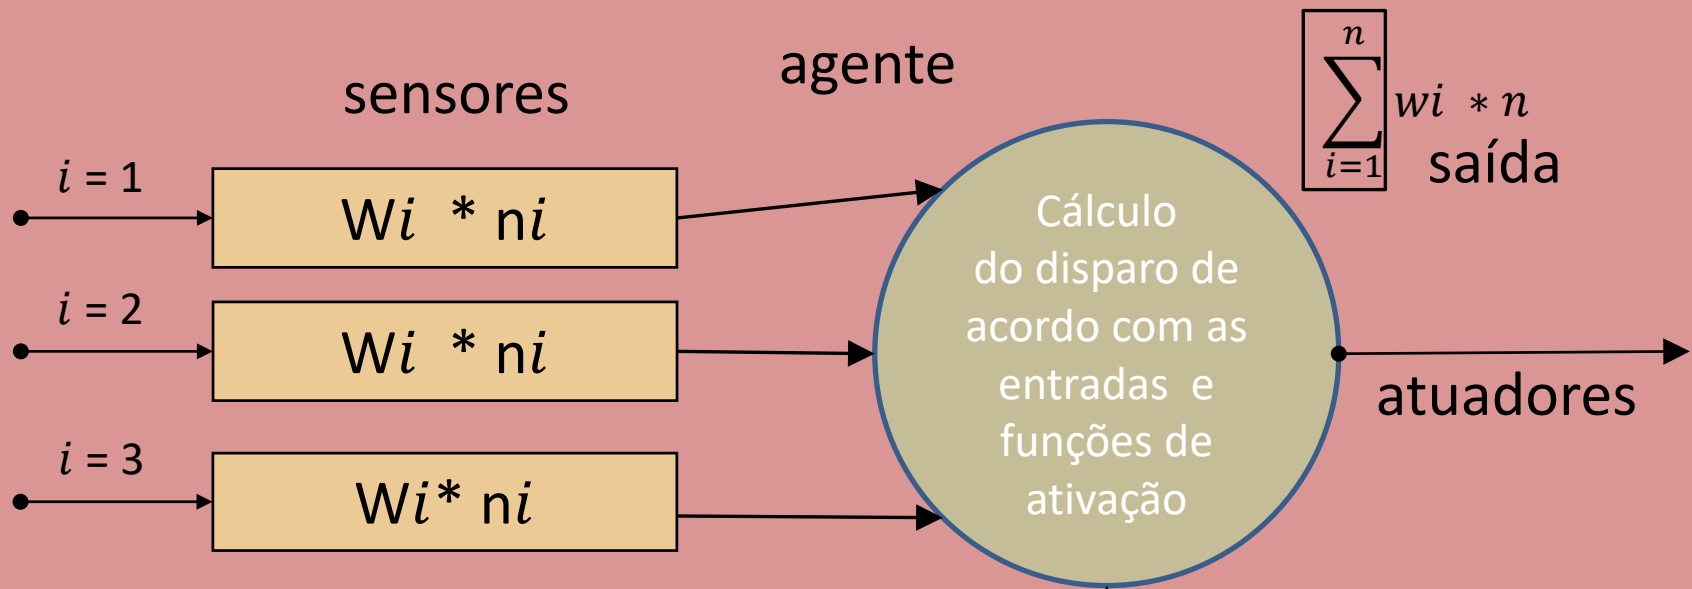 sensores
agente
n
∑ wi * n
i=1
saída
i = 1
Wi * ni
i = 2
Wi * ni
i = 3
Wi* ni
Cálculo
do disparo de
acordo com as
entradas e
funções de
ativação
atuadores